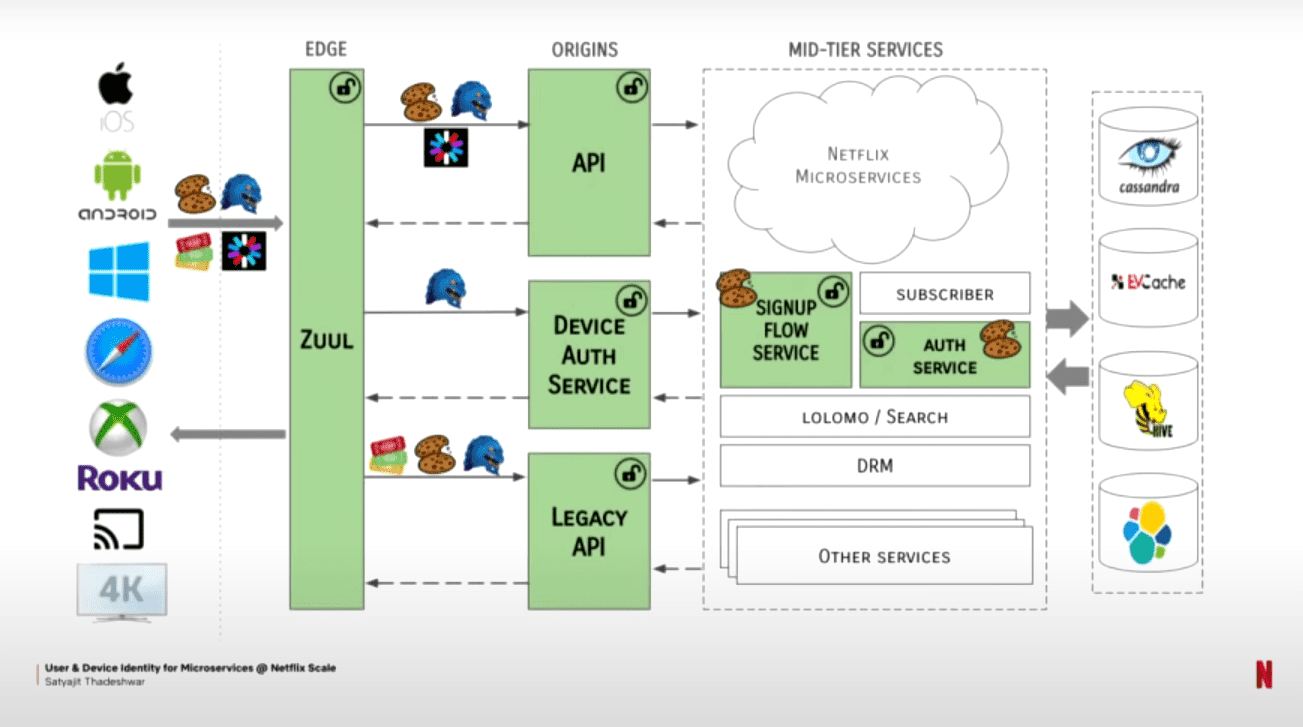 EDGE
ORIGINS
MID-TIER SERVICES
iOS
ANDROID
ROKU
4K
ZUUL
API
DEVICE
AUTH
SERVICE
LEGACY
API
NETFLIX
MICROSERVICES
SIGNUP
FLOW
SERVICE
SUBSCRIBER
AUTH
SERVICE
LOLOMO / SEARCH
DRM
OTHER SERVICES
cassandra
EVCache
HIVE
User & Device Identity for Microservices @ Netflix Scale
Satyajit Thadeshwar
N